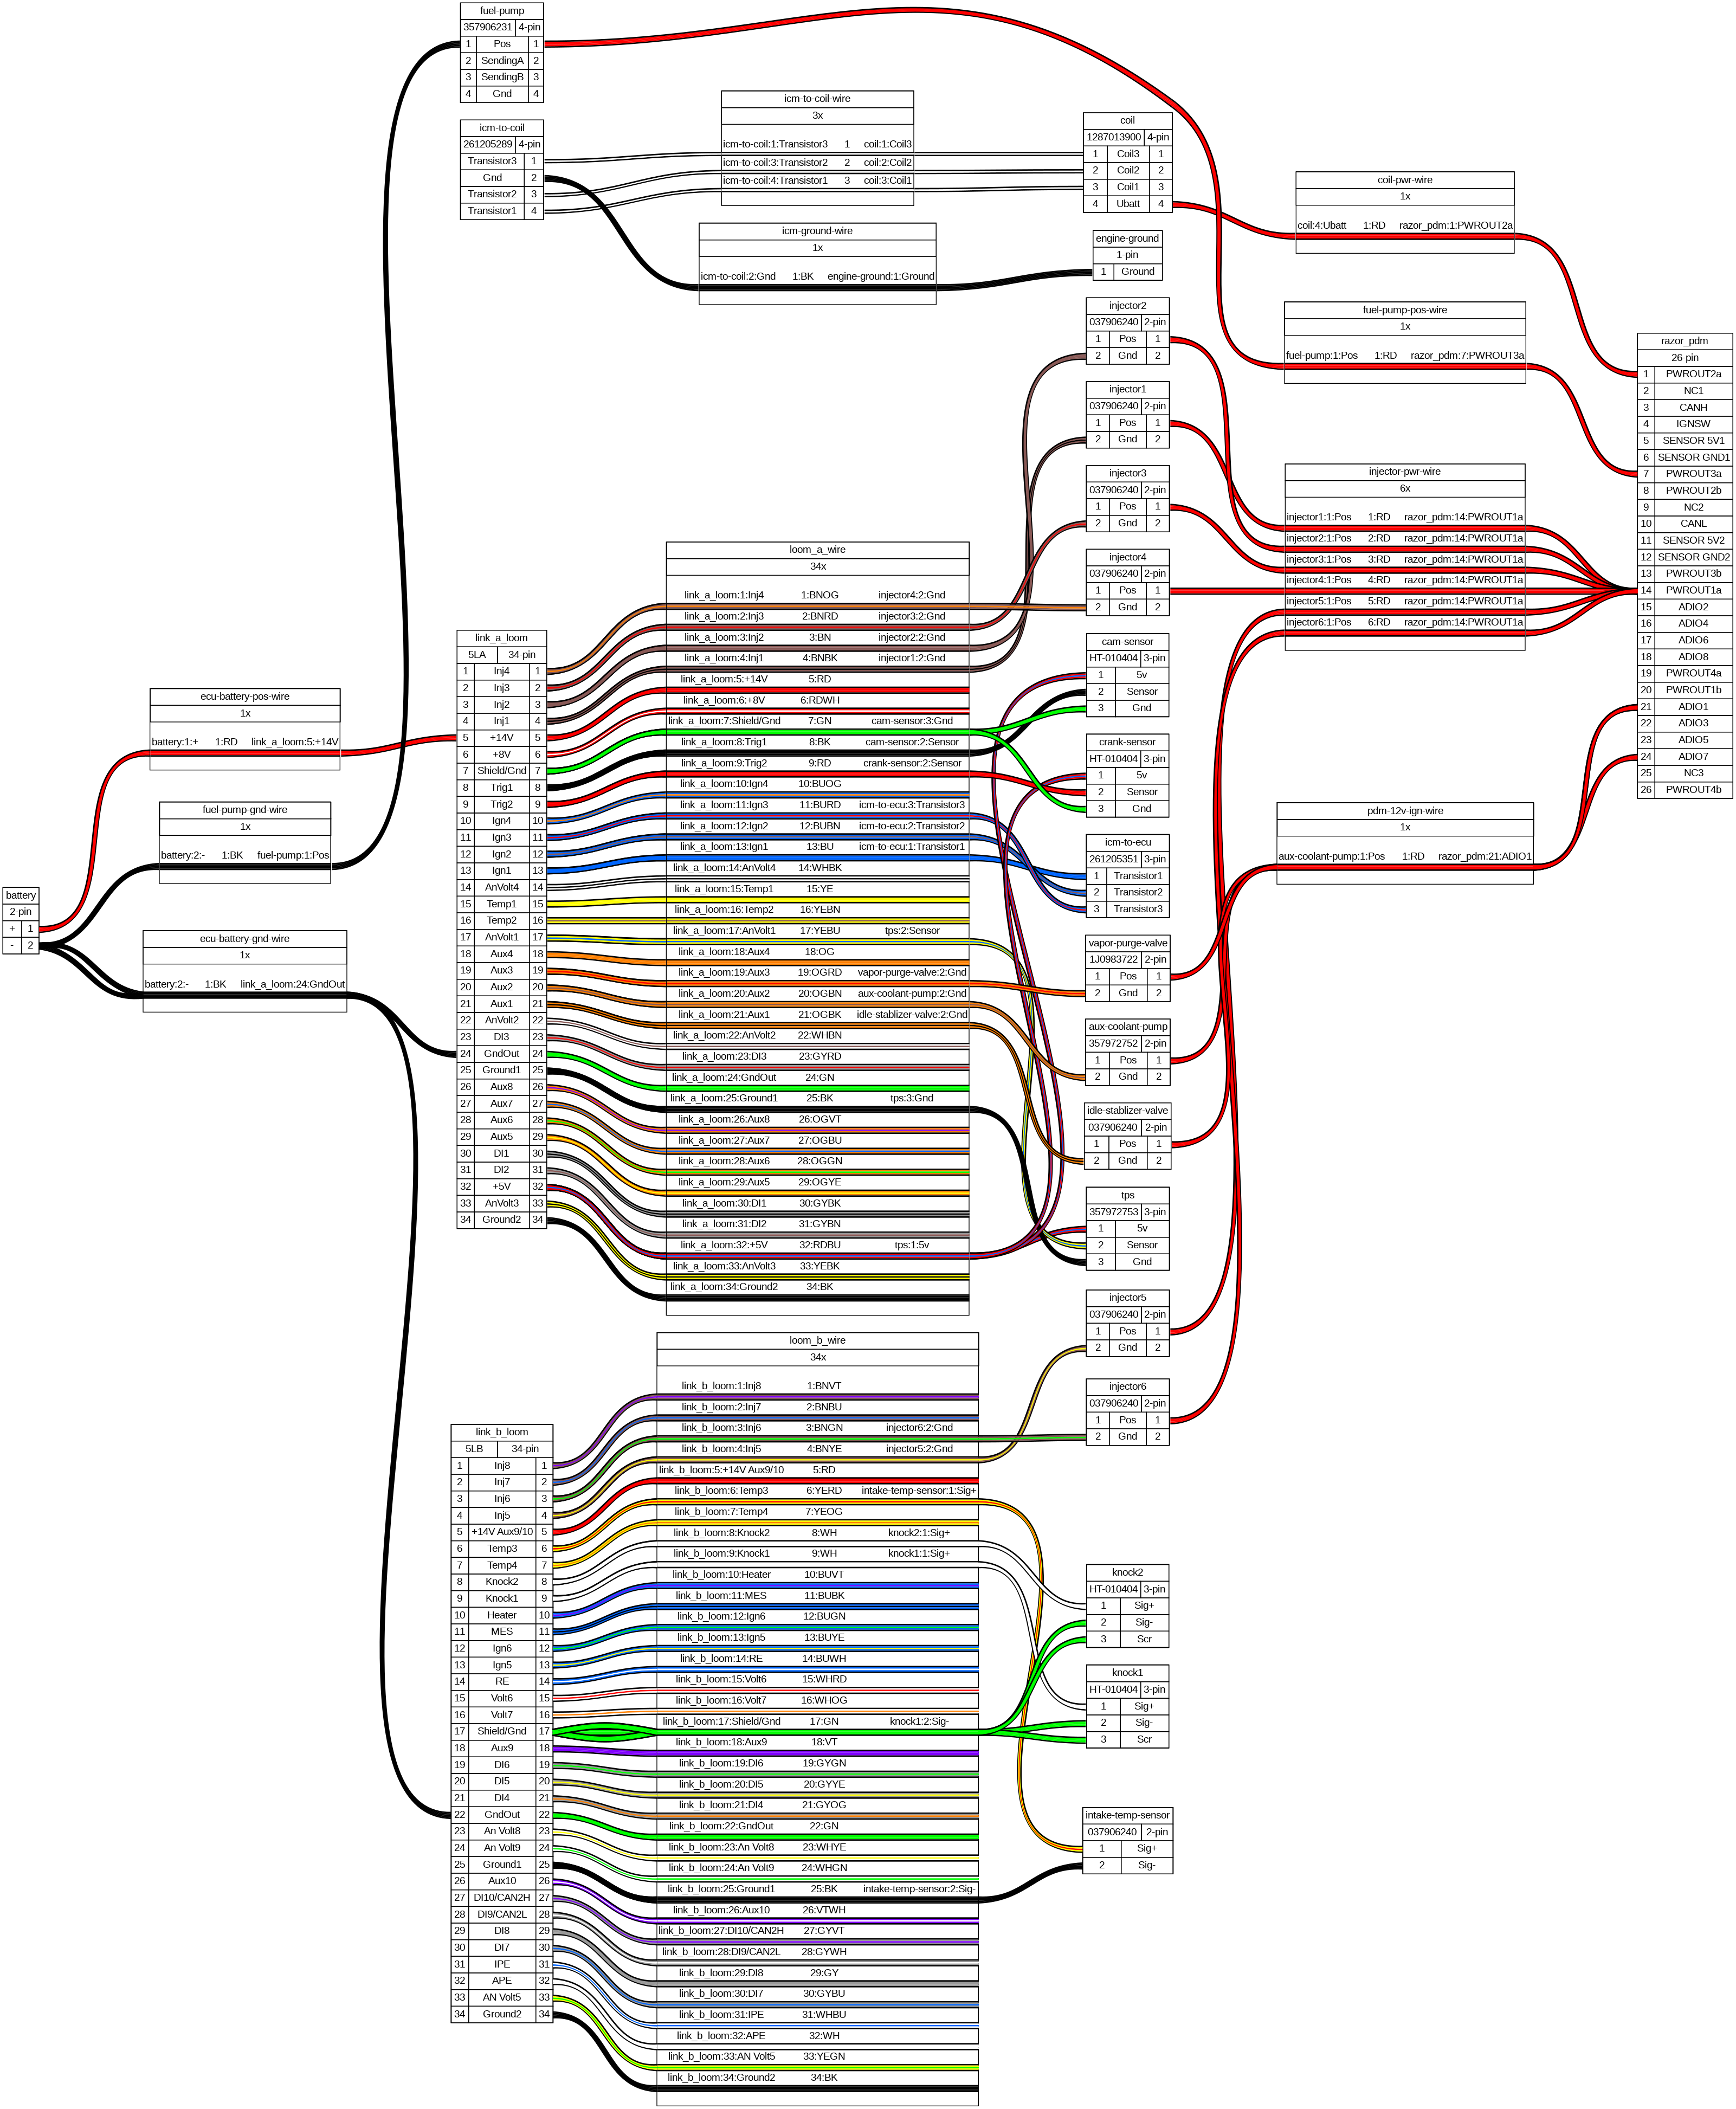 fuel-pump
357906231 4-pin
1 Pos 1
2 SendingA 2
3 SendingB 3
4 Gnd 4
icm-to-coil
261205289 4-pin
Transistor3 1
Gnd 2
Transistor2 3
Transistor1 4
icm-to-coil-wire
3x
icm-to-coil:1:Transistor3 1 coil:1:Coil3
icm-to-coil:3:Transistor2 2 coil:2:Coil2
icm-to-coil:4:Transistor1 3 coil:3:Coil1
icm-ground-wire
1x
icm-to-coil:2:Gnd 1:BK engine-ground:1:Ground
coil
1287013900 4-pin
1 Coil3 1
2 Coil2 2
3 Coil1 3
4 Ubatt 4
engine-ground
1-pin
1 Ground
coil-pwr-wire
1x
coil:4:Ubatt 1:RD razor_pdm:1:PWROUT2a
fuel-pump-pos-wire
1x
fuel-pump:1:Pos 1:RD razor_pdm:7:PWROUT3a
injector-pwr-wire
6x
injector1:1:Pos 1:RD razor_pdm:14:PWROUT1a
injector2:1:Pos 2:RD razor_pdm:14:PWROUT1a
injector3:1:Pos 3:RD razor_pdm:14:PWROUT1a
injector4:1:Pos 4:RD razor_pdm:14:PWROUT1a
injector5:1:Pos 5:RD razor_pdm:14:PWROUT1a
injector6:1:Pos 6:RD razor_pdm:14:PWROUT1a
pdm-12v-ign-wire
1x
aux-coolant-pump:1:Pos 1:RD razor_pdm:21:ADIO1
razor_pdm
26-pin
1 PWROUT2a
2 NC1
3 CANH
4 IGNSW
5 SENSOR 5V1
6 SENSOR GND1
7 PWROUT3a
8 PWROUT2b
9 NC2
10 CANL
11 SENSOR 5V2
12 SENSOR GND2
13 PWROUT3b
14 PWROUT1a
15 ADIO2
16 ADIO4
17 ADIO6
18 ADIO8
19 PWROUT4a
20 PWROUT1b
21 ADIO1
22 ADIO3
23 ADIO5
24 ADIO7
25 NC3
26 PWROUT4b
injector2
037906240 2-pin
1 Pos 1
2 Gnd 2
injector1
037906240 2-pin
1 Pos 1
2 Gnd 2
injector3
037906240 2-pin
1 Pos 1
2 Gnd 2
injector4
037906240 2-pin
1 Pos 1
2 Gnd 2
cam-sensor
HT-010404 3-pin
1 5v
2 Sensor
3 Gnd
crank-sensor
HT-010404 3-pin
1 5v
2 Sensor
3 Gnd
icm-to-ecu
261205351 3-pin
1 Transistor1
2 Transistor2
3 Transistor3
vapor-purge-valve
1J0983722 2-pin
1 Pos 1
2 Gnd 2
aux-coolant-pump
357972752 2-pin
1 Pos 1
2 Gnd 2
idle-stablizer-valve
037906240 2-pin
1 Pos 1
2 Gnd 2
tps
357972753 3-pin
1 5v
2 Sensor
3 Gnd
injector5
037906240 2-pin
1 Pos 1
2 Gnd 2
injector6
037906240 2-pin
1 Pos 1
2 Gnd 2
knock2
HT-010404 3-pin
1 Sig+
2 Sig-
3 Scr
knock1
HT-010404 3-pin
1 Sig+
2 Sig-
3 Scr
intake-temp-sensor
037906240 2-pin
1 Sig+
2 Sig-
battery
2-pin
+ 1
- 2
ecu-battery-pos-wire
1x
battery:1:+ 1:RD link_a_loom:5:+14V
fuel-pump-gnd-wire
1x
battery:2:- 1:BK fuel-pump:1:Pos
ecu-battery-gnd-wire
1x
battery:2:- 1:BK link_a_loom:24:GndOut
link_a_loom
5LA 34-pin
1 Inj4 1
2 Inj3 2
3 Inj2 3
4 Inj1 4
5 +14V 5
6 +8V 6
7 Shield/Gnd 7
8 Trig1 8
9 Trig2 9
10 Ign4 10
11 Ign3 11
12 Ign2 12
13 Ign1 13
14 AnVolt4 14
15 Temp1 15
16 Temp2 16
17 AnVolt1 17
18 Aux4 18
19 Aux3 19
20 Aux2 20
21 Aux1 21
22 AnVolt2 22
23 DI3 23
24 GndOut 24
25 Ground1 25
26 Aux8 26
27 Aux7 27
28 Aux6 28
29 Aux5 29
30 DI1 30
31 DI2 31
32 +5V 32
33 AnVolt3 33
34 Ground2 34
loom_a_wire
34x
link_a_loom:1:Inj4 1:BNOG injector4:2:Gnd
link_a_loom:2:Inj3 2:BNRD injector3:2:Gnd
link_a_loom:3:Inj2 3:BN injector2:2:Gnd
link_a_loom:4:Inj1 4:BNBK injector1:2:Gnd
link_a_loom:5:+14V 5:RD
link_a_loom:6:+8V 6:RDWH
link_a_loom:7:Shield/Gnd 7:GN cam-sensor:3:Gnd
link_a_loom:8:Trig1 8:BK cam-sensor:2:Sensor
link_a_loom:9:Trig2 9:RD crank-sensor:2:Sensor
link_a_loom:10:Ign4 10:BUOG
link_a_loom:11:Ign3 11:BURD icm-to-ecu:3:Transistor3
link_a_loom:12:Ign2 12:BUBN icm-to-ecu:2:Transistor2
link_a_loom:13:Ign1 13:BU icm-to-ecu:1:Transistor1
link_a_loom:14:AnVolt4 14:WHBK
link_a_loom:15:Temp1 15:YE
link_a_loom:16:Temp2 16:YEBN
link_a_loom:17:AnVolt1 17:YEBU tps:2:Sensor
link_a_loom:18:Aux4 18:OG
link_a_loom:19:Aux3 19:OGRD vapor-purge-valve:2:Gnd
link_a_loom:20:Aux2 20:OGBN aux-coolant-pump:2:Gnd
link_a_loom:21:Aux1 21:OGBK idle-stablizer-valve:2:Gnd
link_a_loom:22:AnVolt2 22:WHBN
link_a_loom:23:DI3 23:GYRD
link_a_loom:24:GndOut 24:GN
link_a_loom:25:Ground1 25:BK tps:3:Gnd
link_a_loom:26:Aux8 26:OGVT
link_a_loom:27:Aux7 27:OGBU
link_a_loom:28:Aux6 28:OGGN
link_a_loom:29:Aux5 29:OGYE
link_a_loom:30:DI1 30:GYBK
link_a_loom:31:DI2 31:GYBN
link_a_loom:32:+5V 32:RDBU tps:1:5v
link_a_loom:33:AnVolt3 33:YEBK
link_a_loom:34:Ground2 34:BK
link_b_loom
5LB 34-pin
1 Inj8 1
2 Inj7 2
3 Inj6 3
4 Inj5 4
5 +14V Aux9/10 5
6 Temp3 6
7 Temp4 7
8 Knock2 8
9 Knock1 9
10 Heater 10
11 MES 11
12 Ign6 12
13 Ign5 13
14 RE 14
15 Volt6 15
16 Volt7 16
17 Shield/Gnd 17
18 Aux9 18
19 DI6 19
20 DI5 20
21 DI4 21
22 GndOut 22
23 An Volt8 23
24 An Volt9 24
25 Ground1 25
26 Aux10 26
27 DI10/CAN2H 27
28 DI9/CAN2L 28
29 DI8 29
30 DI7 30
31 IPE 31
32 APE 32
33 AN Volt5 33
34 Ground2 34
loom_b_wire
34x
link_b_loom:1:Inj8 1:BNVT
link_b_loom:2:Inj7 2:BNBU
link_b_loom:3:Inj6 3:BNGN injector6:2:Gnd
link_b_loom:4:Inj5 4:BNYE injector5:2:Gnd
link_b_loom:5:+14V Aux9/10 5:RD
link_b_loom:6:Temp3 6:YERD intake-temp-sensor:1:Sig+
link_b_loom:7:Temp4 7:YEOG
link_b_loom:8:Knock2 8:WH knock2:1:Sig+
link_b_loom:9:Knock1 9:WH knock1:1:Sig+
link_b_loom:10:Heater 10:BUVT
link_b_loom:11:MES 11:BUBK
link_b_loom:12:Ign6 12:BUGN
link_b_loom:13:Ign5 13:BUYE
link_b_loom:14:RE 14:BUWH
link_b_loom:15:Volt6 15:WHRD
link_b_loom:16:Volt7 16:WHOG
link_b_loom:17:Shield/Gnd 17:GN knock1:2:Sig-
link_b_loom:18:Aux9 18:VT
link_b_loom:19:DI6 19:GYGN
link_b_loom:20:DI5 20:GYYE
link_b_loom:21:DI4 21:GYOG
link_b_loom:22:GndOut 22:GN
link_b_loom:23:An Volt8 23:WHYE
link_b_loom:24:An Volt9 24:WHGN
link_b_loom:25:Ground1 25:BK intake-temp-sensor:2:Sig-
link_b_loom:26:Aux10 26:VTWH
link_b_loom:27:DI10/CAN2H 27:GYVT
link_b_loom:28:DI9/CAN2L 28:GYWH
link_b_loom:29:DI8 29:GY
link_b_loom:30:DI7 30:GYBU
link_b_loom:31:IPE 31:WHBU
link_b_loom:32:APE 32:WH
link_b_loom:33:AN Volt5 33:YEGN
link_b_loom:34:Ground2 34:BK